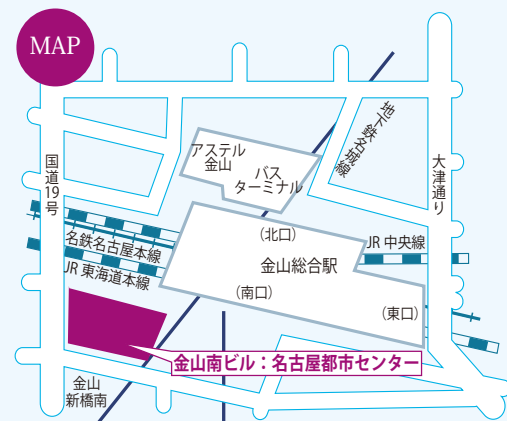 MAP
国道19号
アステル
金山
バス
ターミナル
地下鉄名城線
大津通り
名鉄名古屋本線
JR 東海道本線
(北口)
JR 中央線
金山総合駅
(南口)
(東口)
金山南ビル：名古屋都市センター
金山
新橋南